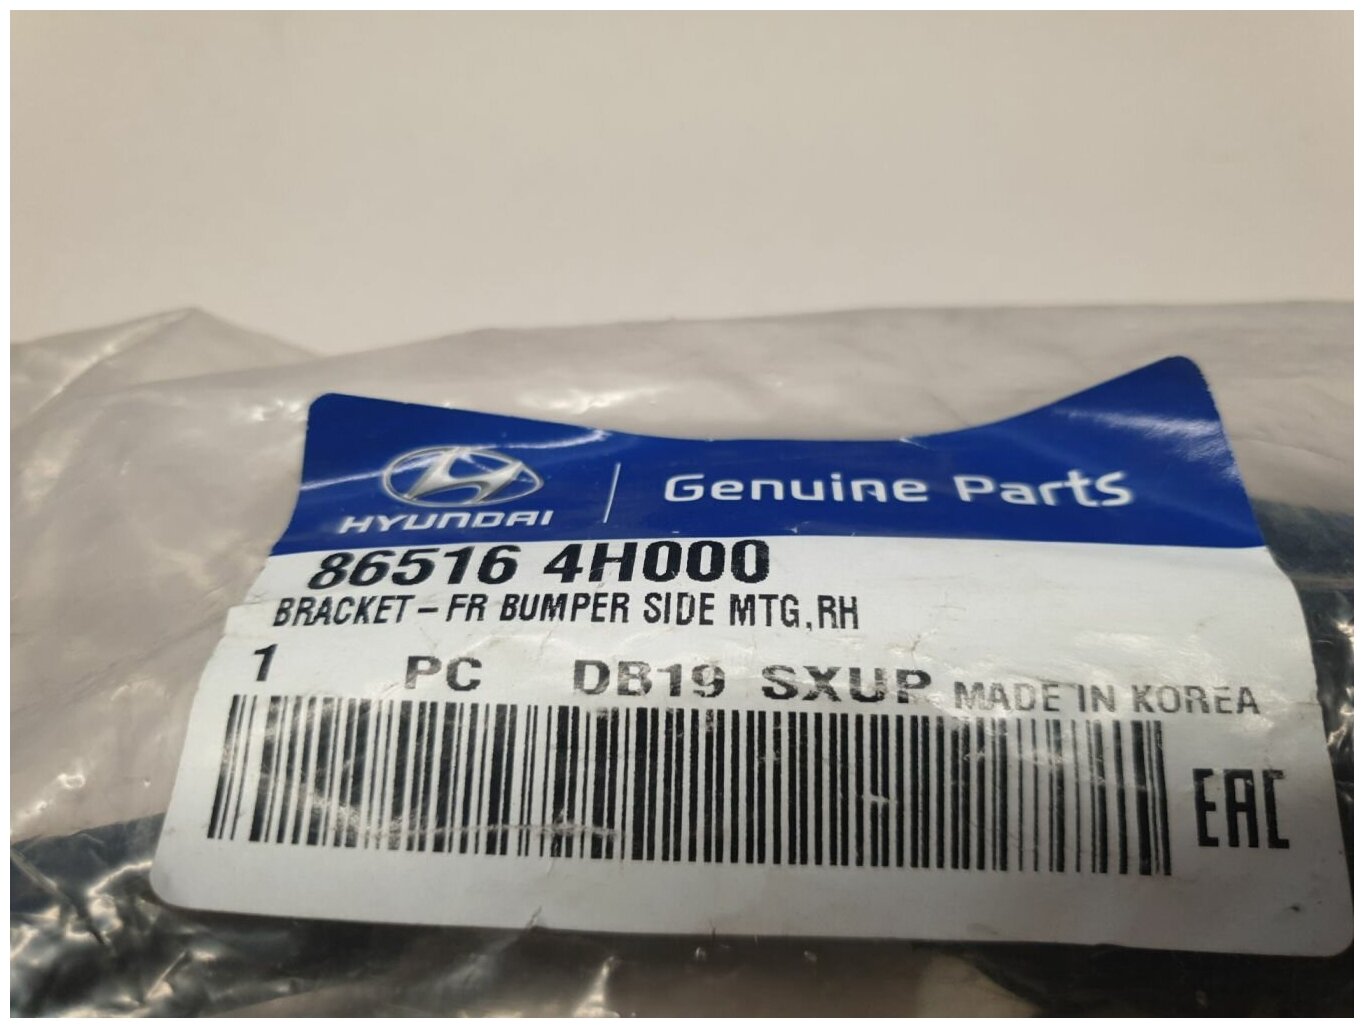 HYUNDAI
Genuine Parts
86516 4H000
BRACKET-FR BUMPER SIDE MTG,RH
1 PC DB19 SXUP MADE IN KOREA
EAC